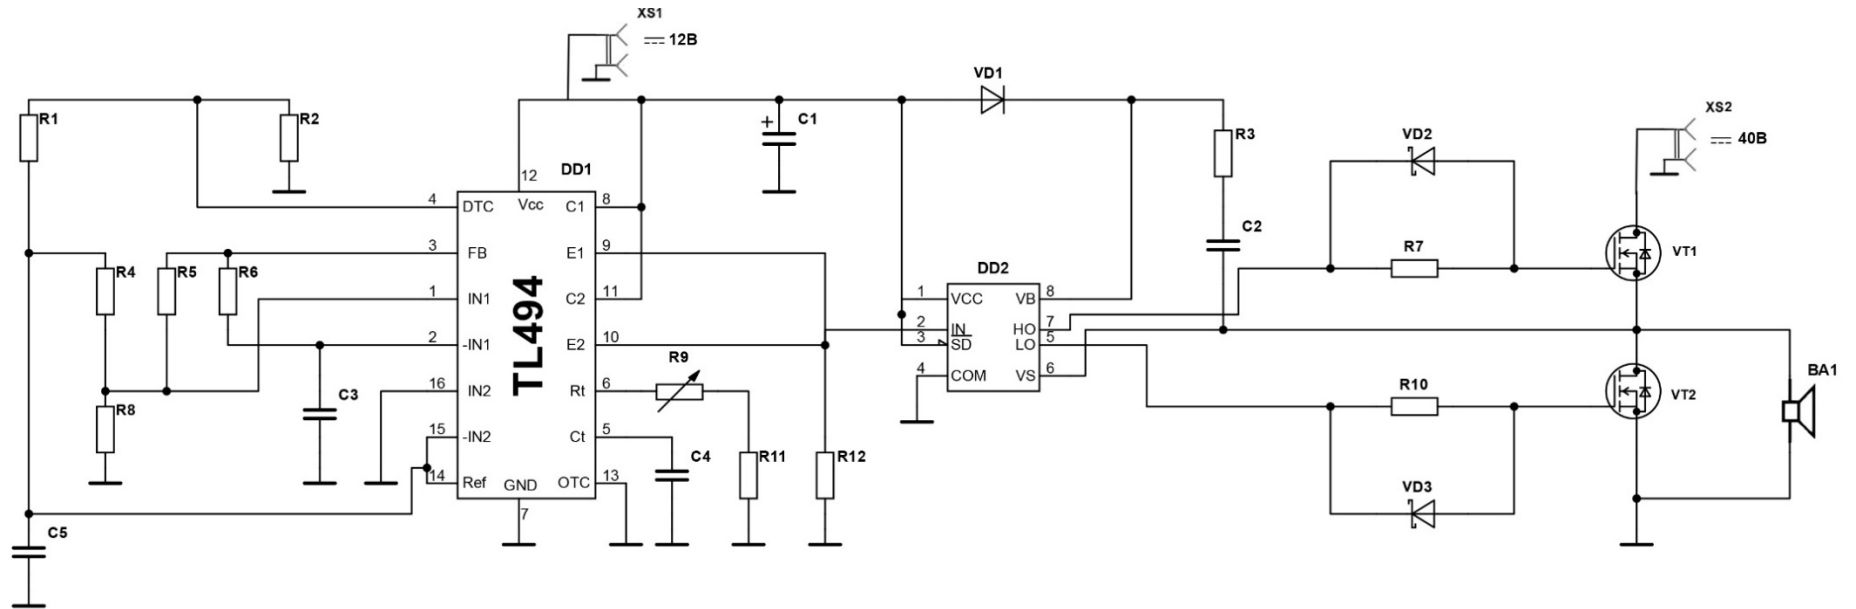 XS1
12В
VD1
XS2
40В
R1
R2
+
C1
R3
VD2
DD1
12
Vcc
4
DTC
C1
8
3
FB
E1
9
R4
R5
R6
1
IN1
C2
11
2
-IN1
E2
10
TL494
R9
16
IN2
Rt
6
R8
C3
15
-IN2
Ct
5
C4
R11
R12
14
Ref
GND
OTC
13
7
C5
C2
R7
VT1
DD2
1
VCC
VB
8
2
IN
HO
7
3
SD
LO
5
4
COM
VS
6
R10
VT2
BA1
VD3